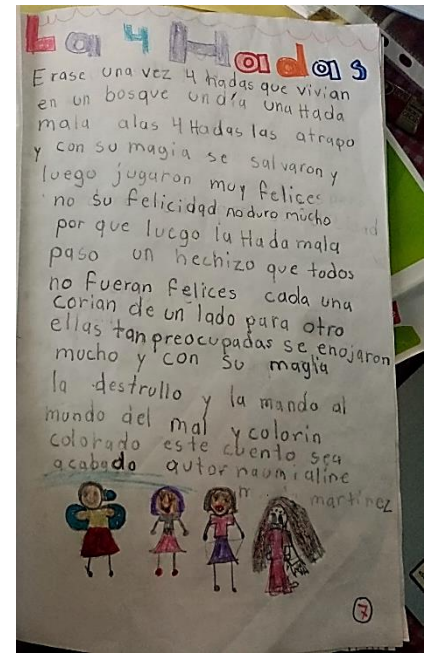 La 4 Hadas
Erase una vez 4 hadas que vivian
en un bosque un día una Hada
mala alas 4 Hadas las atrapo
y con su magia se salvaron y
luego jugaron muy felices
no su felicidad no duro mucho
por que luego la Hada mala
paso un hechizo que todos
no fueran felices cada una
corian de un lado para otro
ellas tan preocupadas se enojaron
mucho y con su magia
la destrullo y la mando al
mundo del mal y colorin
colorado este cuento sea
acabado autor naumi aline
martinez
7